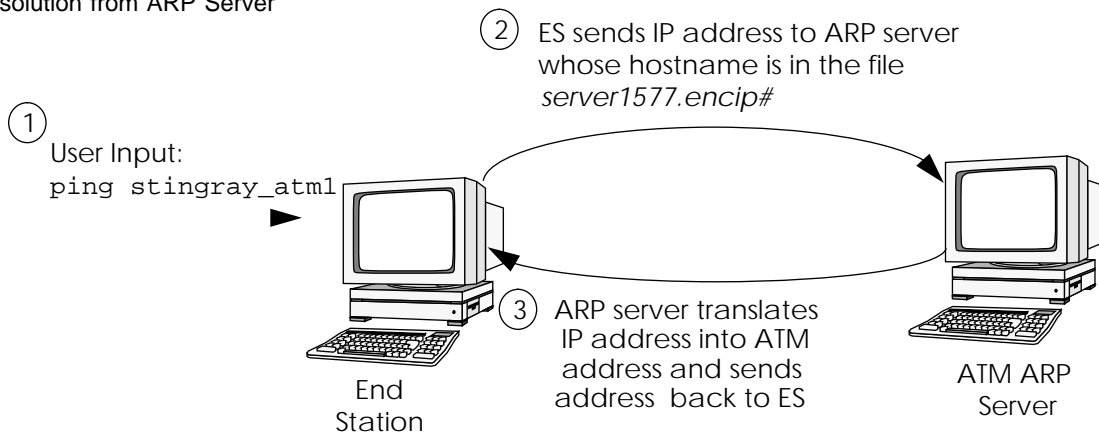 solution from ARP Server
2 ES sends IP address to ARP server
whose hostname is in the file
server1577.encip#
1
User Input:
ping stingray_atm1
3 ARP server translates
IP address into ATM
address and sends
address back to ES
End
Station
ATM ARP
Server